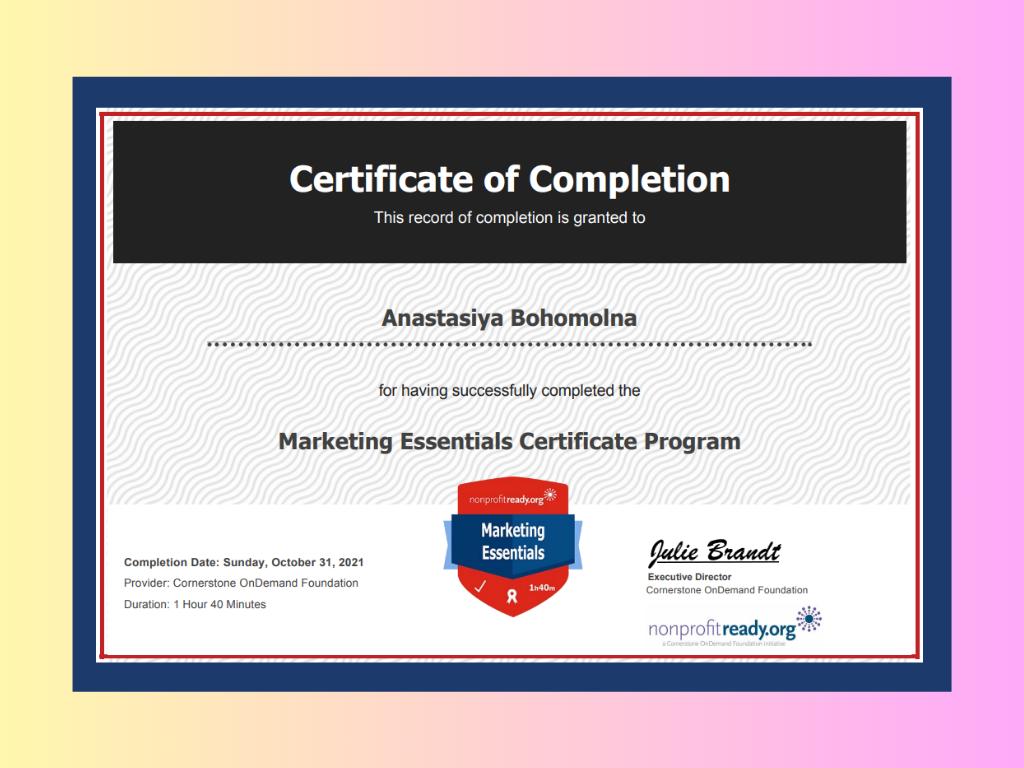 Certificate of Completion
This record of completion is granted to
Anastasiya Bohomolna
for having successfully completed the
Marketing Essentials Certificate Program
nonprofitready.org
Marketing
Essentials
1h40m
Completion Date: Sunday, October 31, 2021
Provider: Cornerstone OnDemand Foundation
Duration: 1 Hour 40 Minutes
Julie Brandt
Executive Director
Cornerstone OnDemand Foundation
nonprofitready.org
a Cornerstone OnDemand Foundation initiative